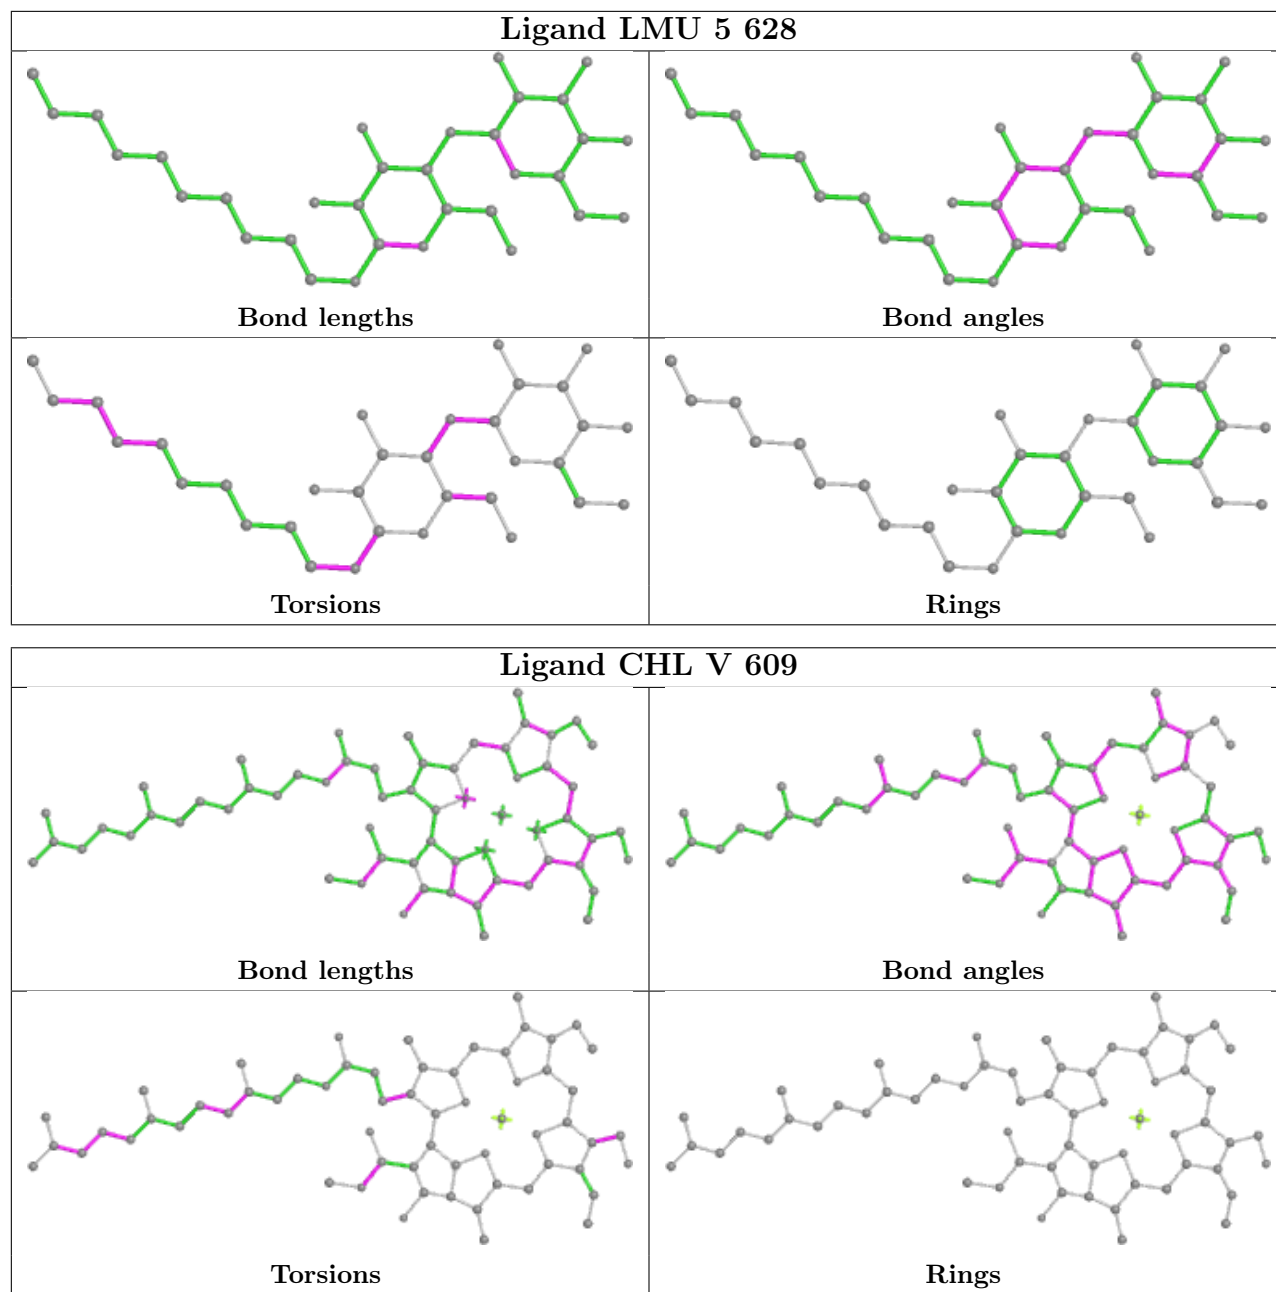 Ligand LMU 5 628
Bond lengths
Bond angles
Torsions
Rings
Ligand CHL V 609
Bond lengths
Bond angles
Torsions
Rings